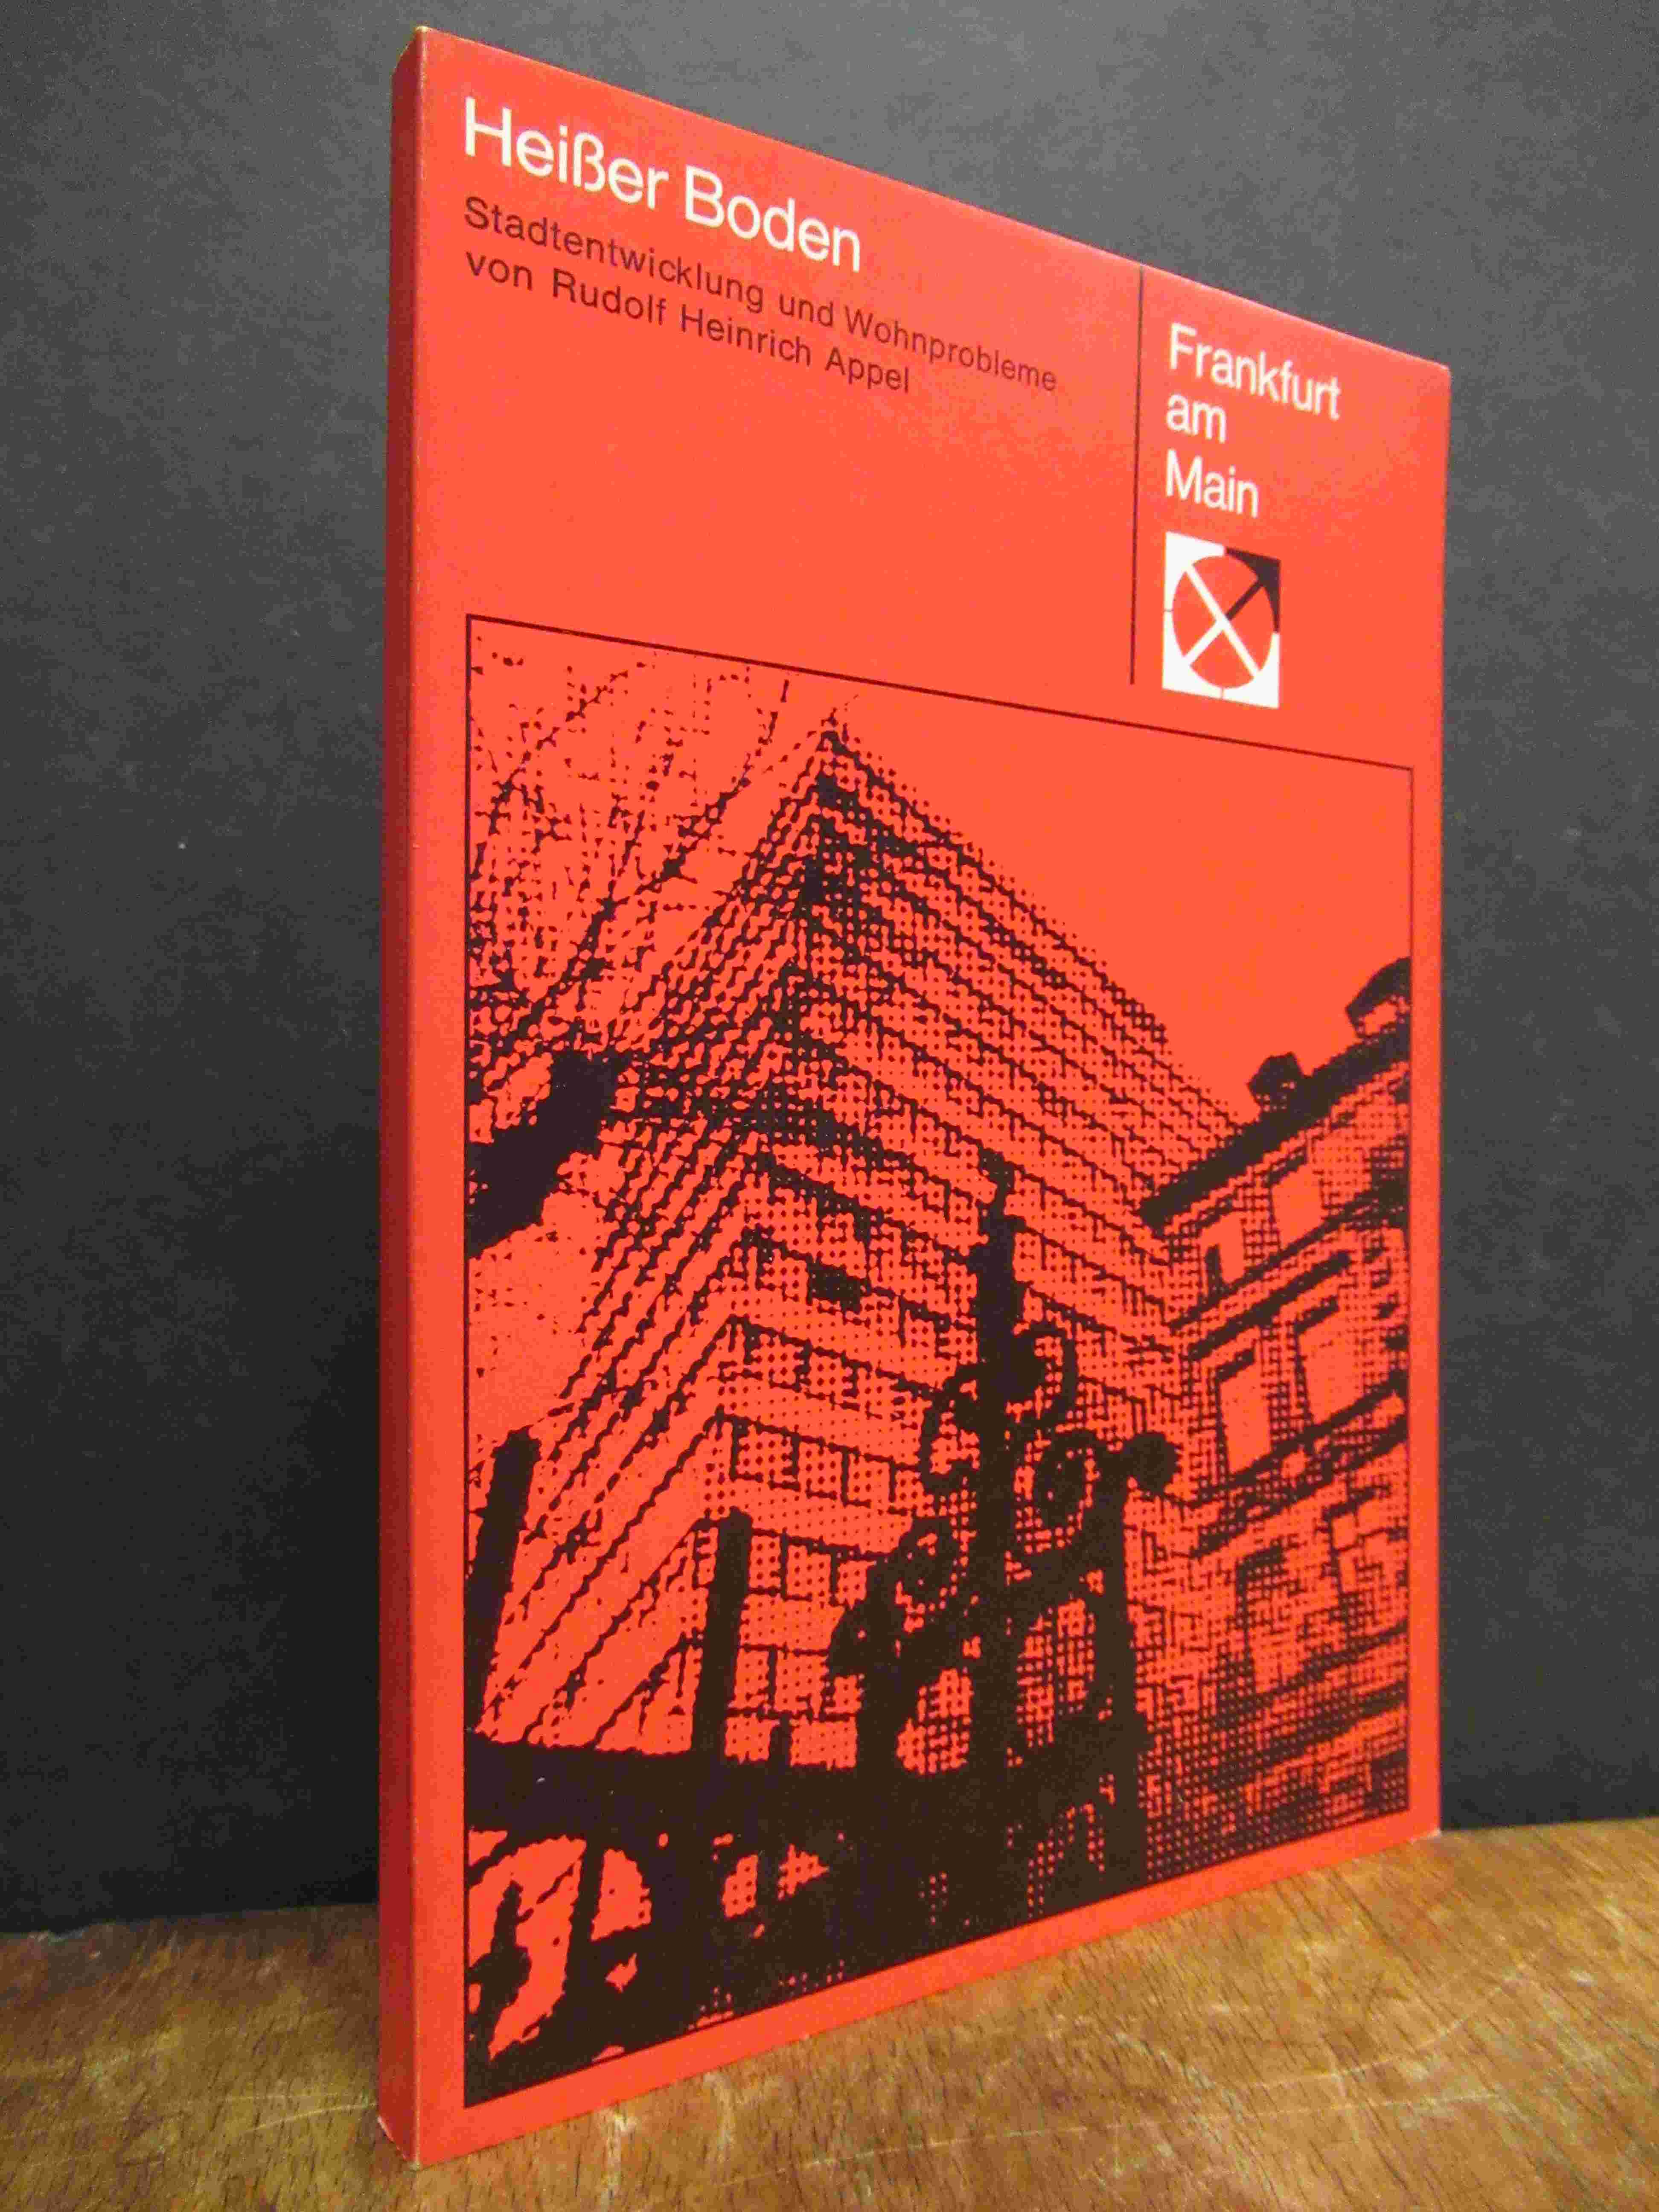 Heißer Boden
Stadtentwicklung und Wohnprobleme
von Rudolf Heinrich Appel
Frankfurt
am
Main